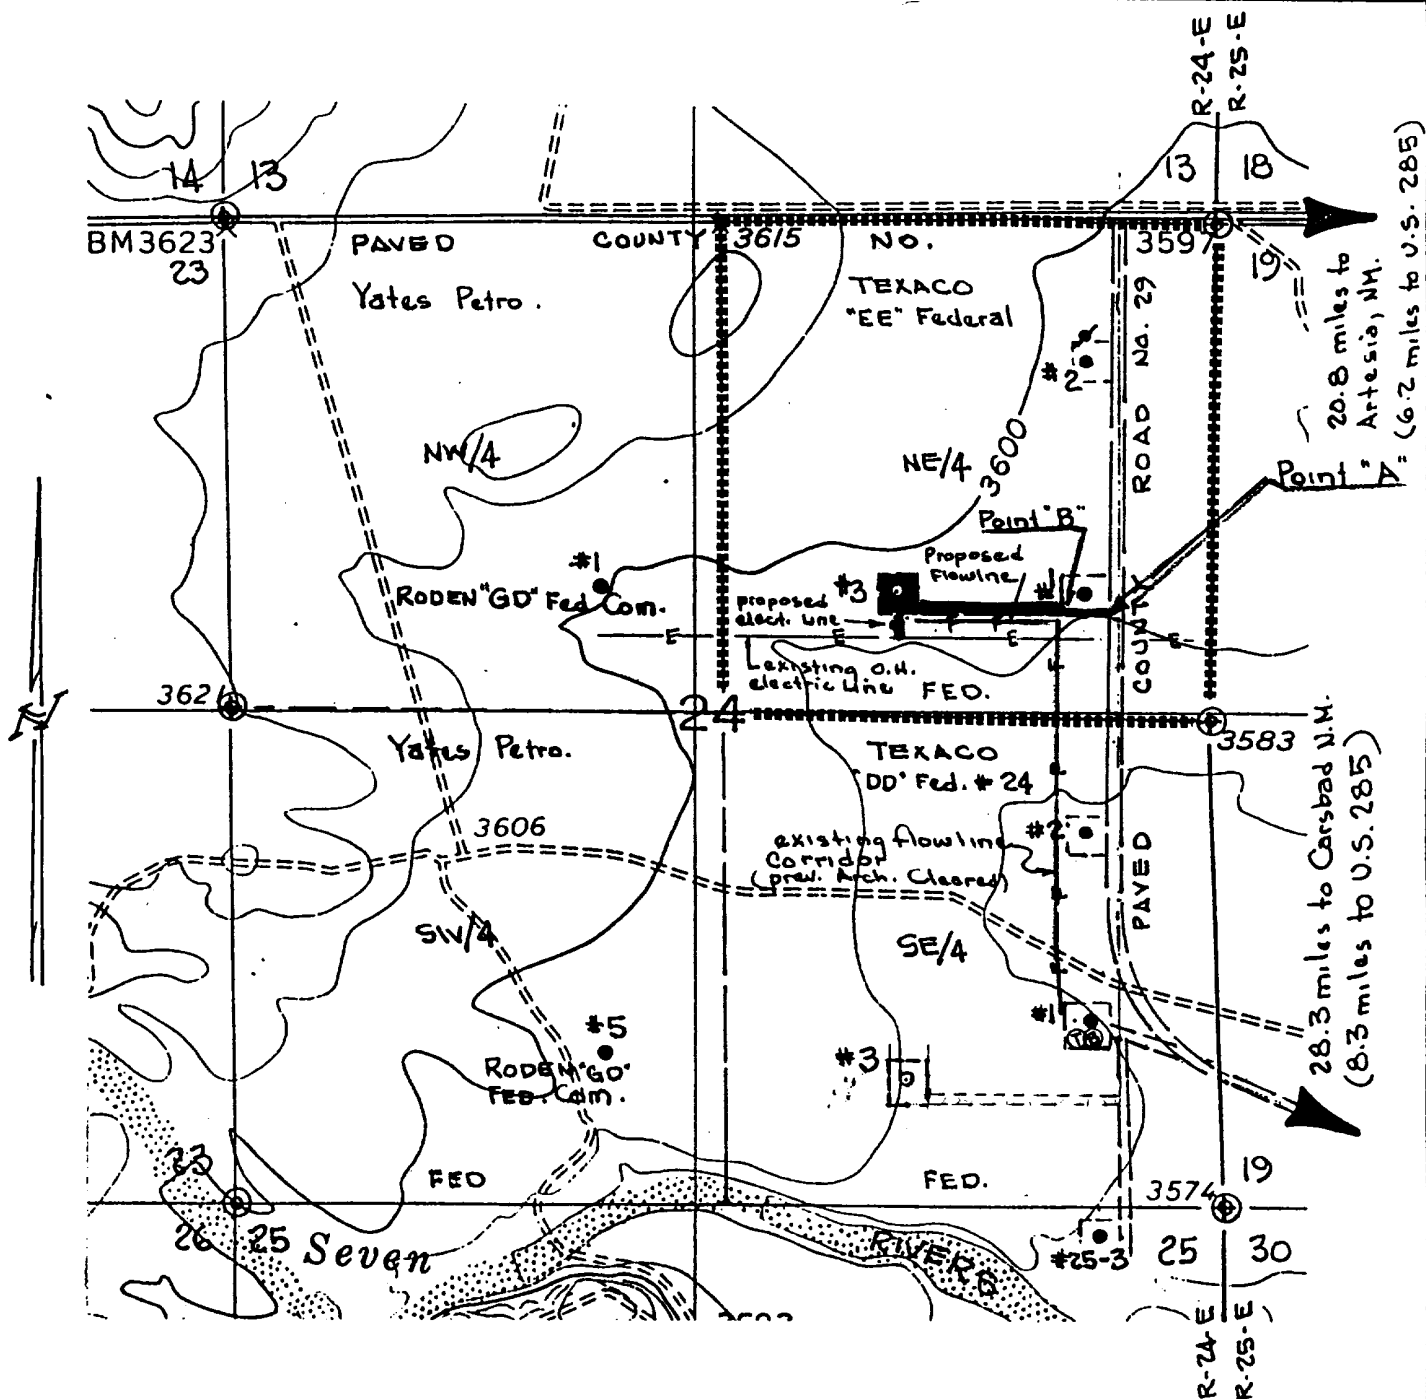 R-24-E
R-25-E
14 13
13 18
BM3623
23
PAVED COUNTY 3615 NO.
3597
19
Yates Petro.
TEXACO
"EE" Federal
#2
ROAD No. 29
20.8 miles to
Artesia, NM.
(6.2 miles to U.S. 285)
NW/4
NE/4
3600
Point "A"
Point "B"
#1
RODEN "GD" Fed Com.
#3
Proposed
Flowline
#1
proposed
elect. line
E E E E
existing O.H.
electric line
FED.
COUNTY
3621
24
3583
Yates Petro.
TEXACO
"DD" Fed. # 24
3606
#2
existing flowline
Corridor
(prev. Arch. Cleared)
PAVED
28.3 miles to Carsbad N.M.
(8.3 miles to U.S. 285)
SW/4
SE/4
#5
RODEN "GD"
FED. Com.
#1
TB
#3
23
FED
FED.
3574
19
26 25
Seven
RIVERS
#25-3
25 30
R-24-E
R-25-E
N